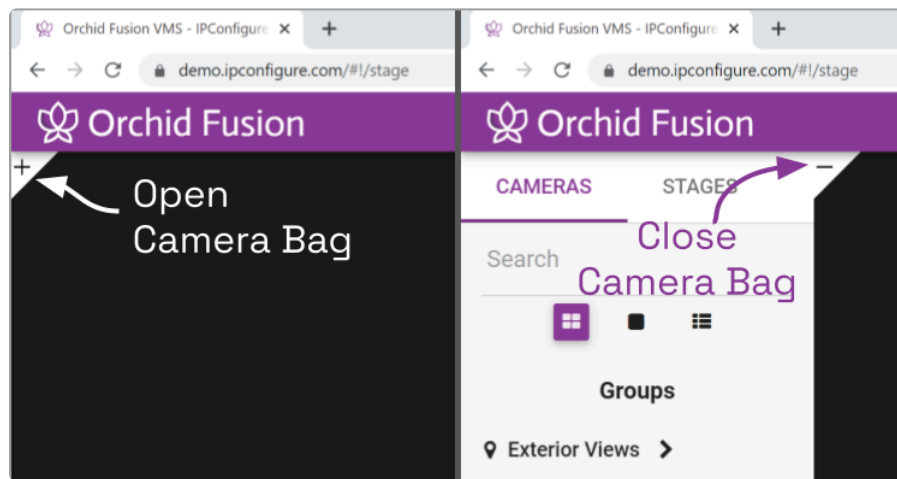 Orchid Fusion VMS - IPConfigure
demo.ipconfigure.com/#!/stage
Orchid Fusion
Open
Camera Bag
Orchid Fusion VMS - IPConfigure
demo.ipconfigure.com/#!/stage
Orchid Fusion
CAMERAS STAGES
Close
Search
Camera Bag
Groups
Exterior Views